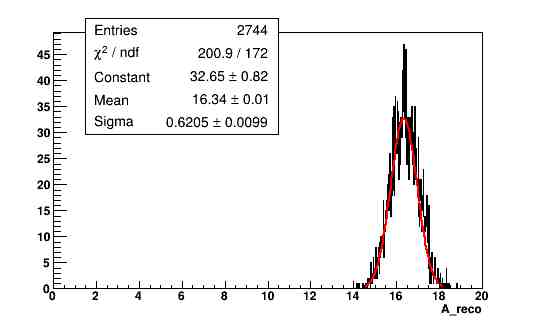 Entries 2744
χ² / ndf 200.9 / 172
Constant 32.65 ± 0.82
Mean 16.34 ± 0.01
Sigma 0.6205 ± 0.0099
45
40
35
30
25
20
15
10
5
0
0 2 4 6 8 10 12 14 16 18 20
A_reco